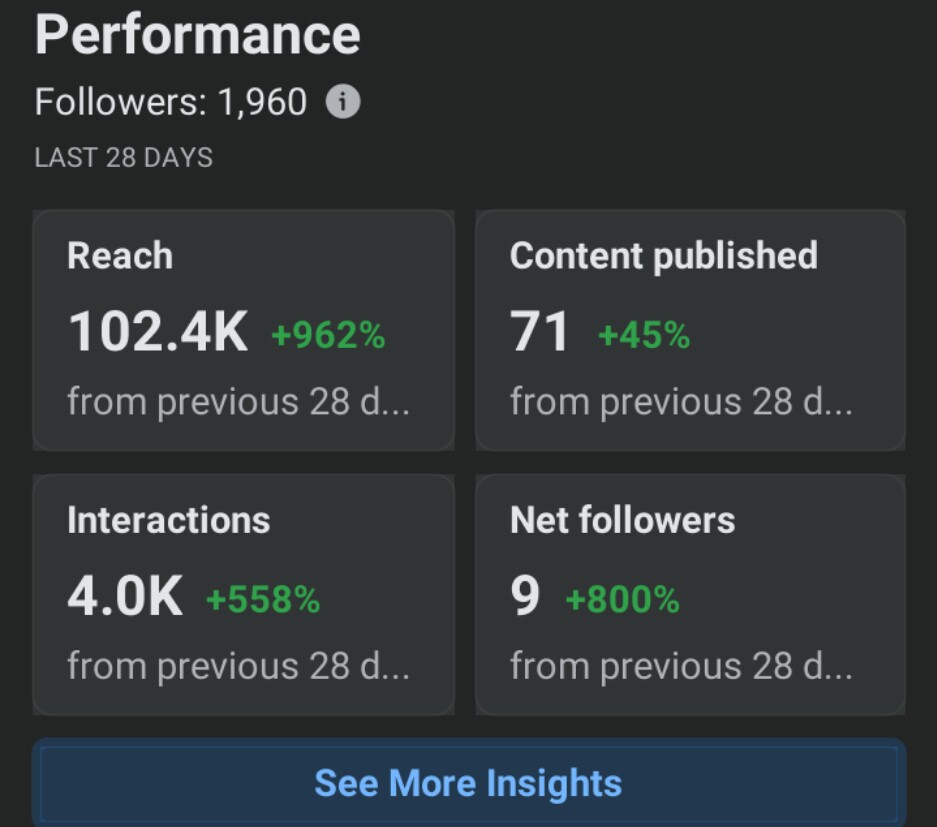 Performance
Followers: 1,960
LAST 28 DAYS
Reach
102.4K +962%
from previous 28 d...
Content published
71 +45%
from previous 28 d...
Interactions
4.0K +558%
from previous 28 d...
Net followers
9 +800%
from previous 28 d...
See More Insights